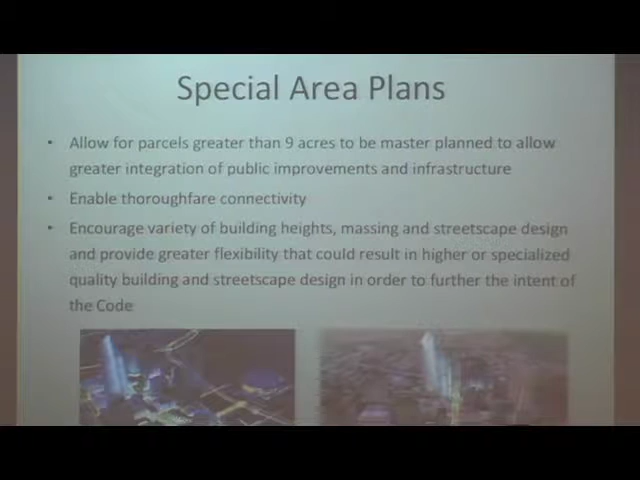 Special Area Plans
• Allow for parcels greater than 9 acres to be master planned to allow
greater integration of public improvements and infrastructure
• Enable thoroughfare connectivity
• Encourage variety of building heights, massing and streetscape design
and provide greater flexibility that could result in higher or specialized
quality building and streetscape design in order to further the intent of
the Code